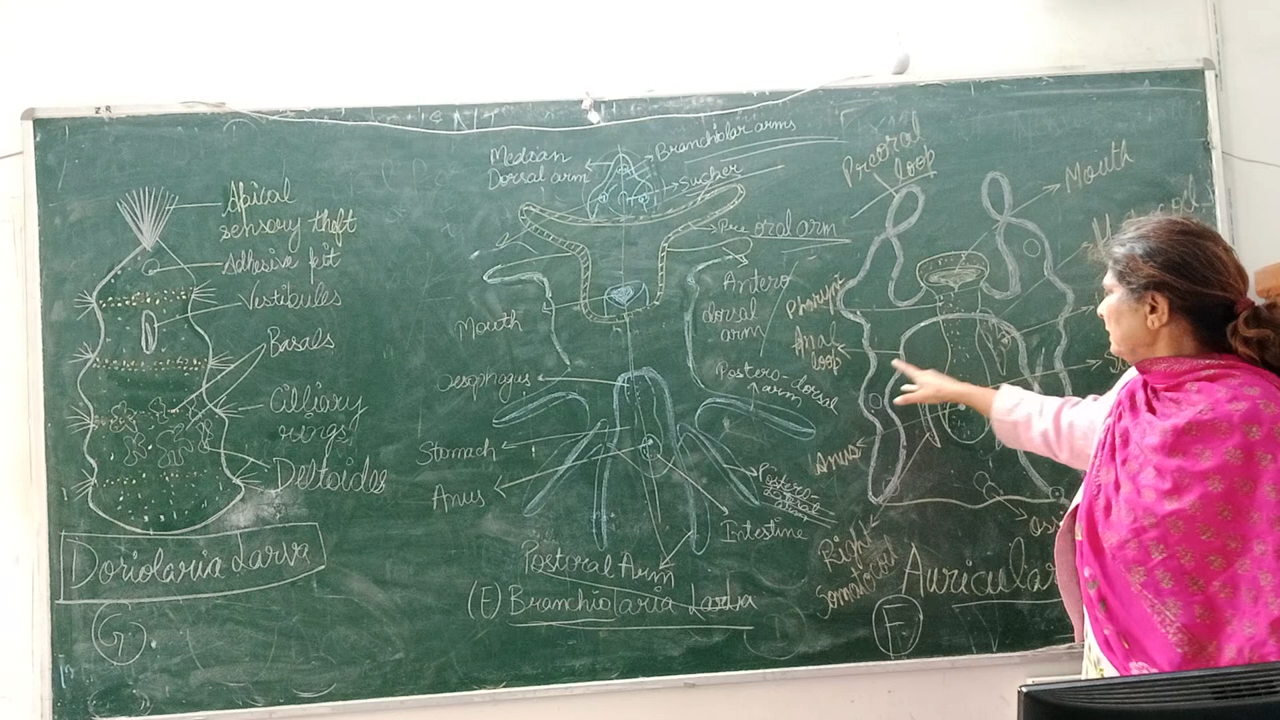 Apical
sensory theft
Adhesive pit
Vestibules
Basals
Cilliary
rings
Deltoides
Doriolaria Larva
G
Median
Dorsal arm
Branchiolar arms
Sucker
Pre oral arm
Antero
dorsal
arm
Mouth
Oesophagus
Postero-dorsal
arm
Stomach
Anus
Postero-
lateral
arm
Intestine
Postoral Arm
(E) Branchiolaria Larva
Preoral
loop
Mouth
Anal
loop
Anus
Right
Somatocoel
Auricular
F